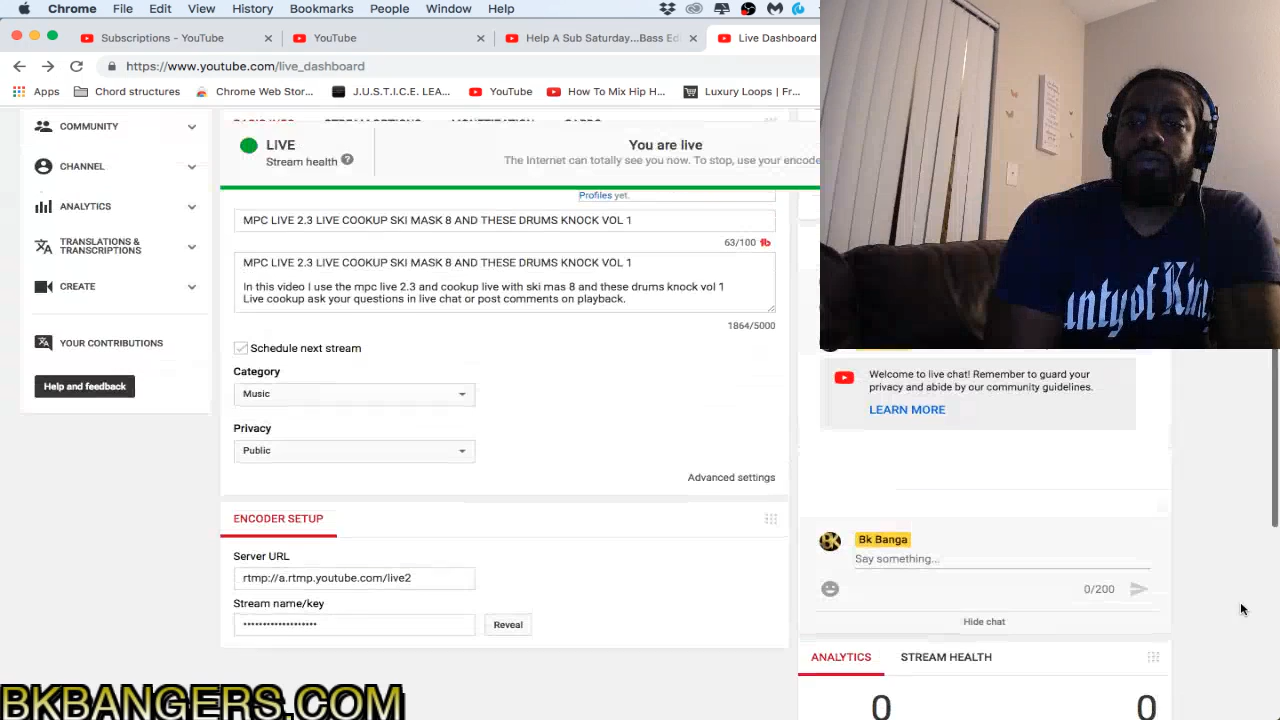 Chrome File Edit View History Bookmarks People Window Help
Subscriptions - YouTube × YouTube × Help A Sub Saturday...Bass Ed × Live Dashboard
https://www.youtube.com/live_dashboard
Apps Chord structures Chrome Web Stor... J.U.S.T.I.C.E. LEA... YouTube How To Mix Hip H... Luxury Loops | Fr...
COMMUNITY
CHANNEL
ANALYTICS
TRANSLATIONS &
TRANSCRIPTIONS
CREATE
YOUR CONTRIBUTIONS
Help and feedback
LIVE
Stream health ?
You are live
The Internet can totally see you now. To stop, use your encode
Profiles yet.
MPC LIVE 2.3 LIVE COOKUP SKI MASK 8 AND THESE DRUMS KNOCK VOL 1
63/100
MPC LIVE 2.3 LIVE COOKUP SKI MASK 8 AND THESE DRUMS KNOCK VOL 1
In this video I use the mpc live 2.3 and cookup live with ski mas 8 and these drums knock vol 1
Live cookup ask your questions in live chat or post comments on playback.
1864/5000
Schedule next stream
Category
Music
Privacy
Public
Advanced settings
ENCODER SETUP
Server URL
rtmp://a.rtmp.youtube.com/live2
Stream name/key
•••••••••••••••••••
Reveal
Welcome to live chat! Remember to guard your
privacy and abide by our community guidelines.
LEARN MORE
BK Bk Banga
Say something...
0/200
Hide chat
ANALYTICS STREAM HEALTH
0 0
BKBANGERS.COM